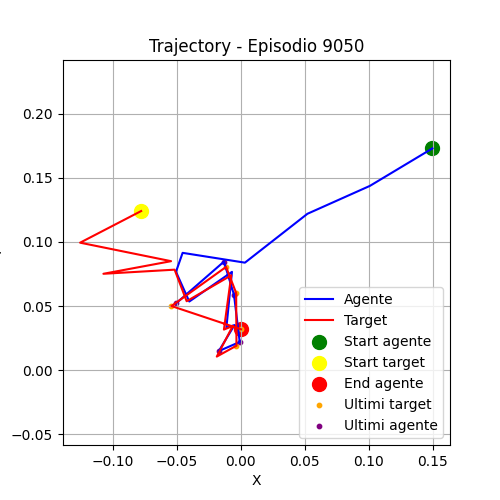 Trajectory - Episodio 9050
0.20
0.15
0.10
0.05
0.00
−0.05
−0.10
−0.05
0.00
0.05
0.10
0.15
X
Agente
Target
Start agente
Start target
End agente
Ultimi target
Ultimi agente